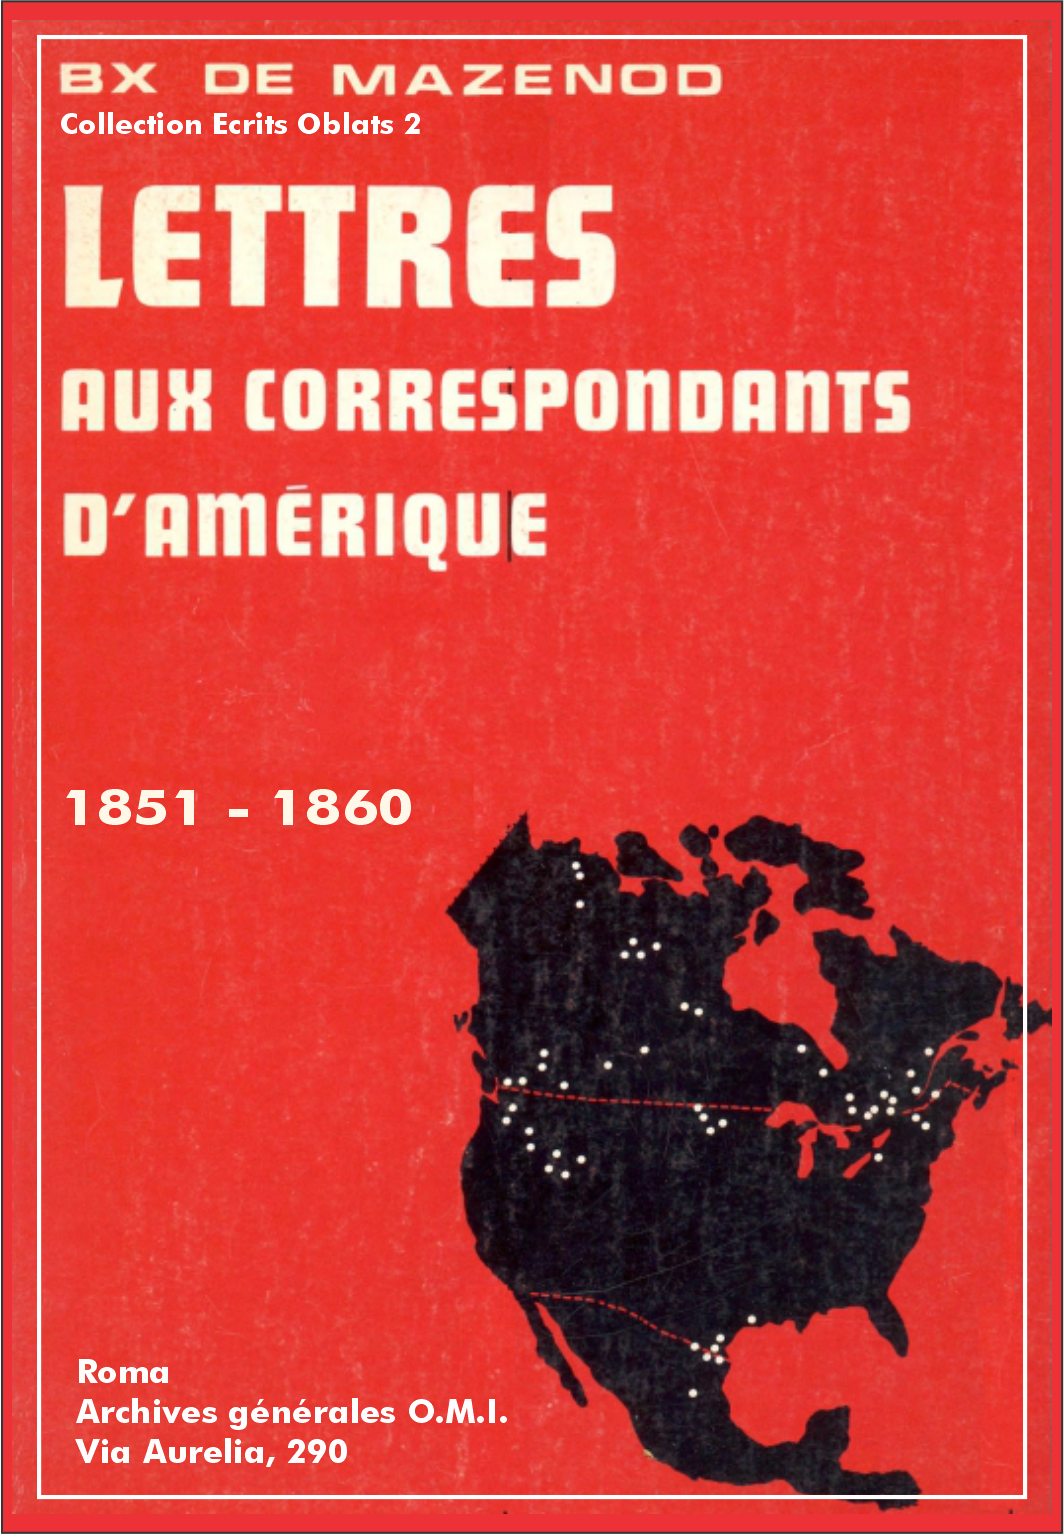 BX DE MAZENOD
Collection Ecrits Oblats 2
LETTRES
AUX CORRESPONDANTS
D'AMÉRIQUE
1851 - 1860
Roma
Archives générales O.M.I.
Via Aurelia, 290